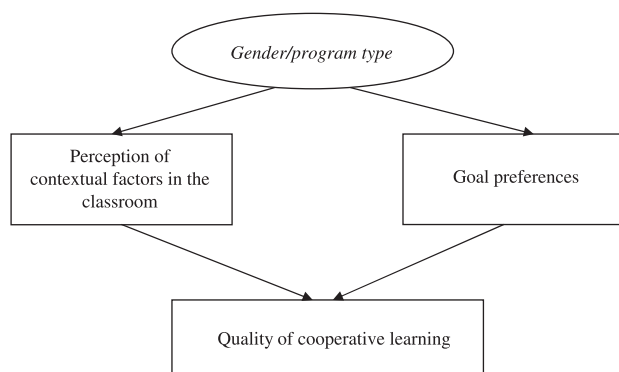 Gender/program type
Perception of
contextual factors in the
classroom
Goal preferences
Quality of cooperative learning